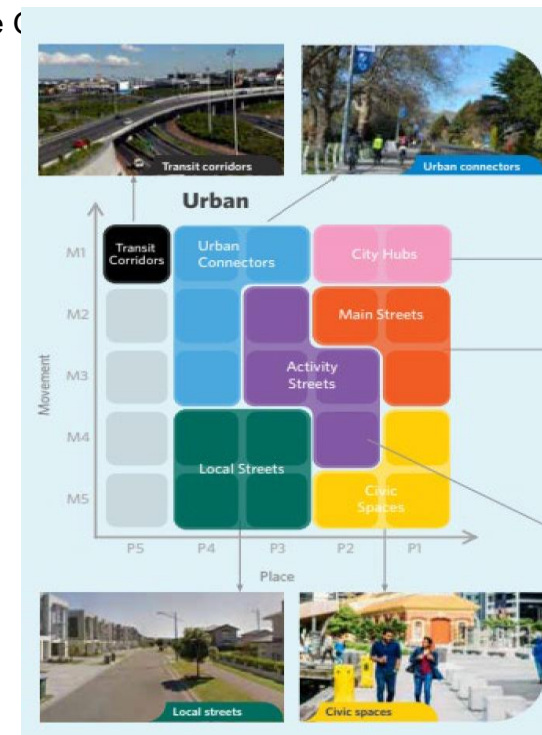 Transit corridors
Urban connectors
Urban
M1
Transit
Corridors
Urban
Connectors
City Hubs
M2
Main Streets
Movement
M3
Activity
Streets
M4
Local Streets
M5
Civic
Spaces
P5
P4
P3
P2
P1
Place
Local streets
Civic spaces